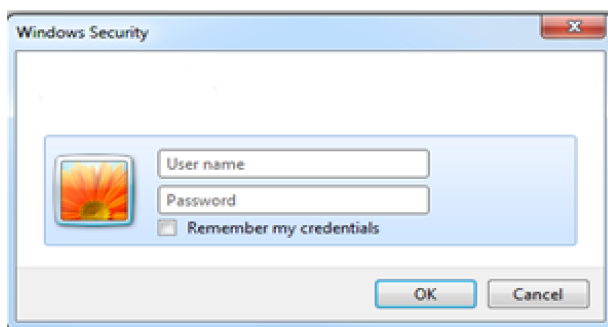 Windows Security
User name
Password
Remember my credentials
OK Cancel